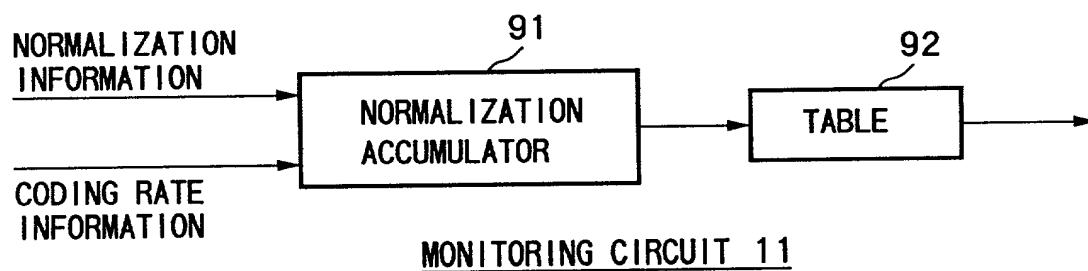 NORMALIZATION
INFORMATION
91
NORMALIZATION
ACCUMULATOR
92
TABLE
CODING RATE
INFORMATION
MONITORING CIRCUIT 11